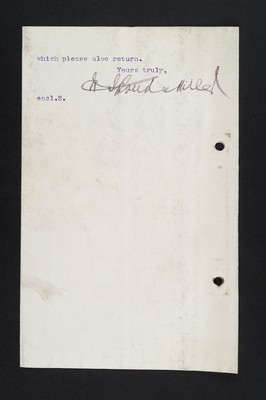 which please also return.
Yours truly,
encl.2.